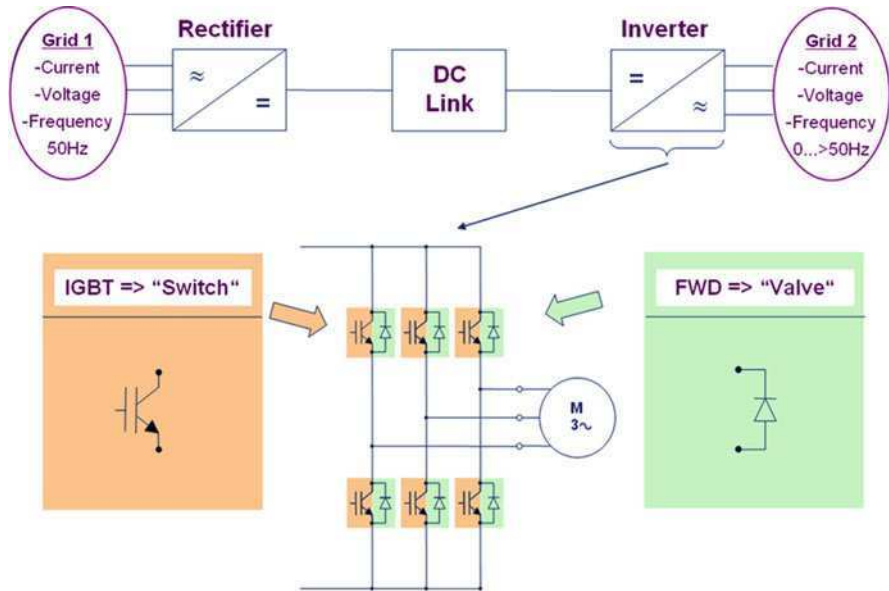 Grid 1
-Current
-Voltage
-Frequency
50Hz
Rectifier
≈
=
DC
Link
Inverter
=
≈
Grid 2
-Current
-Voltage
-Frequency
0...>50Hz
IGBT => “Switch“
FWD => “Valve“
M
3~